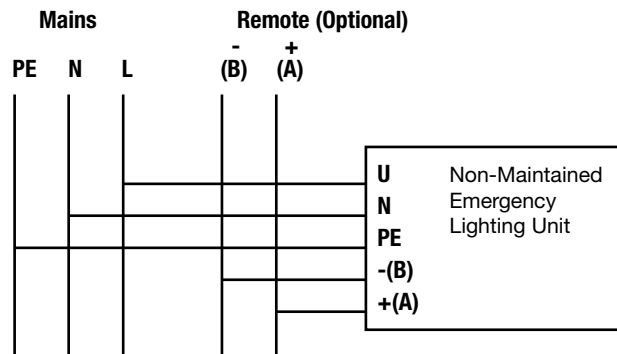 Mains Remote (Optional)
- +
PE N L (B) (A)
U Non-Maintained
N Emergency
Lighting Unit
PE
-(B)
+(A)